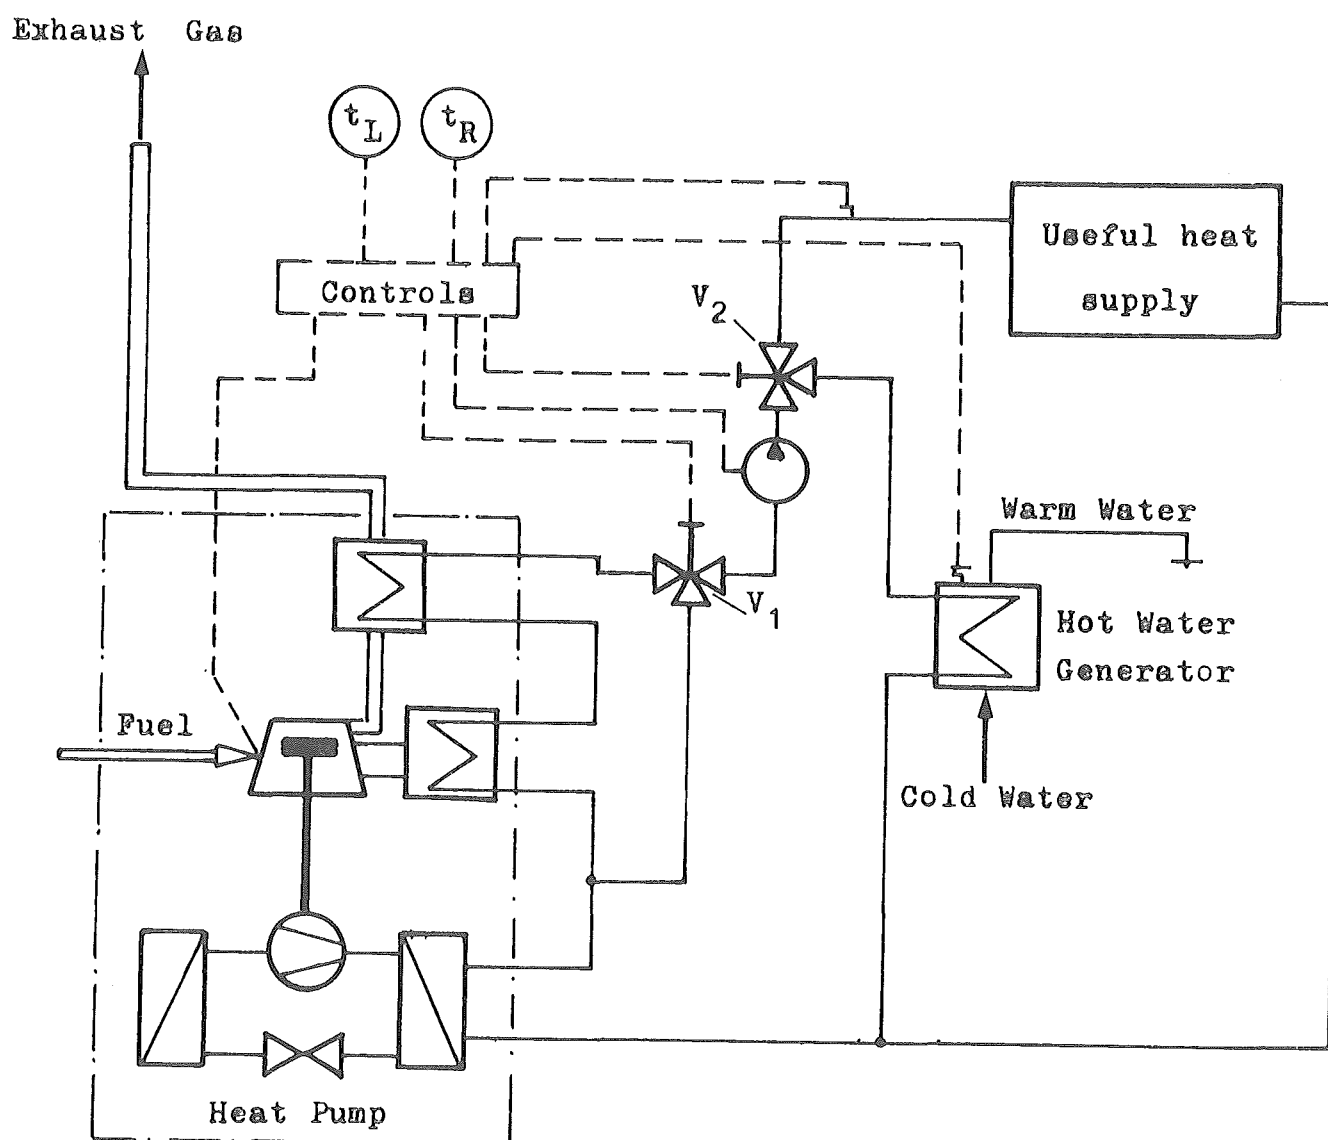 Exhaust Gas
t_L
t_R
Useful heat
supply
Controls
V_2
Warm Water
V_1
Hot Water
Generator
Fuel
Cold Water
Heat Pump